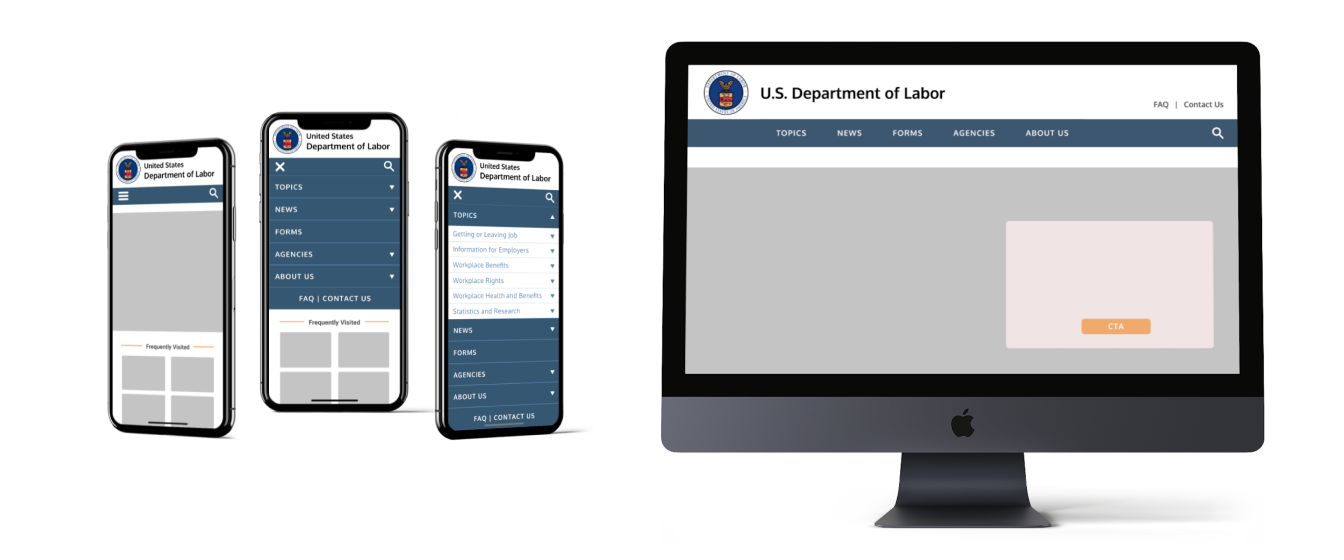 United States
Department of Labor
Frequently Visited
United States
Department of Labor
TOPICS
NEWS
FORMS
AGENCIES
ABOUT US
FAQ | CONTACT US
Frequently Visited
United States
Department of Labor
TOPICS
Getting or Leaving Job
Information for Employers
Workplace Benefits
Workplace Rights
Workplace Health and Benefits
Statistics and Research
NEWS
FORMS
AGENCIES
ABOUT US
FAQ | CONTACT US
U.S. Department of Labor
FAQ | Contact Us
TOPICS NEWS FORMS AGENCIES ABOUT US
CTA